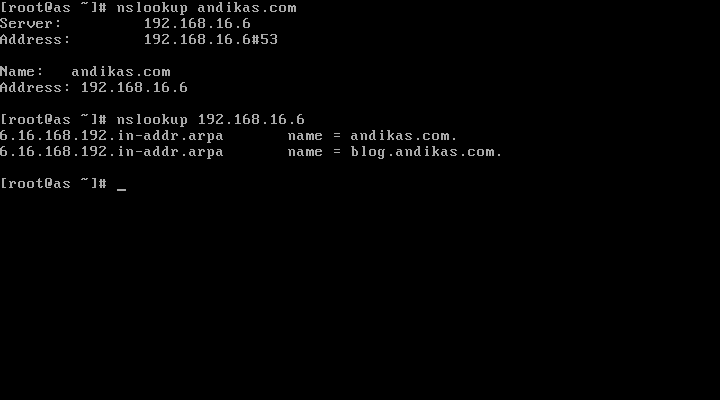 [root@as ~]# nslookup andikas.com
Server:         192.168.16.6
Address:        192.168.16.6#53
Name:   andikas.com
Address: 192.168.16.6
[root@as ~]# nslookup 192.168.16.6
6.16.168.192.in-addr.arpa       name = andikas.com.
6.16.168.192.in-addr.arpa       name = blog.andikas.com.
[root@as ~]# _